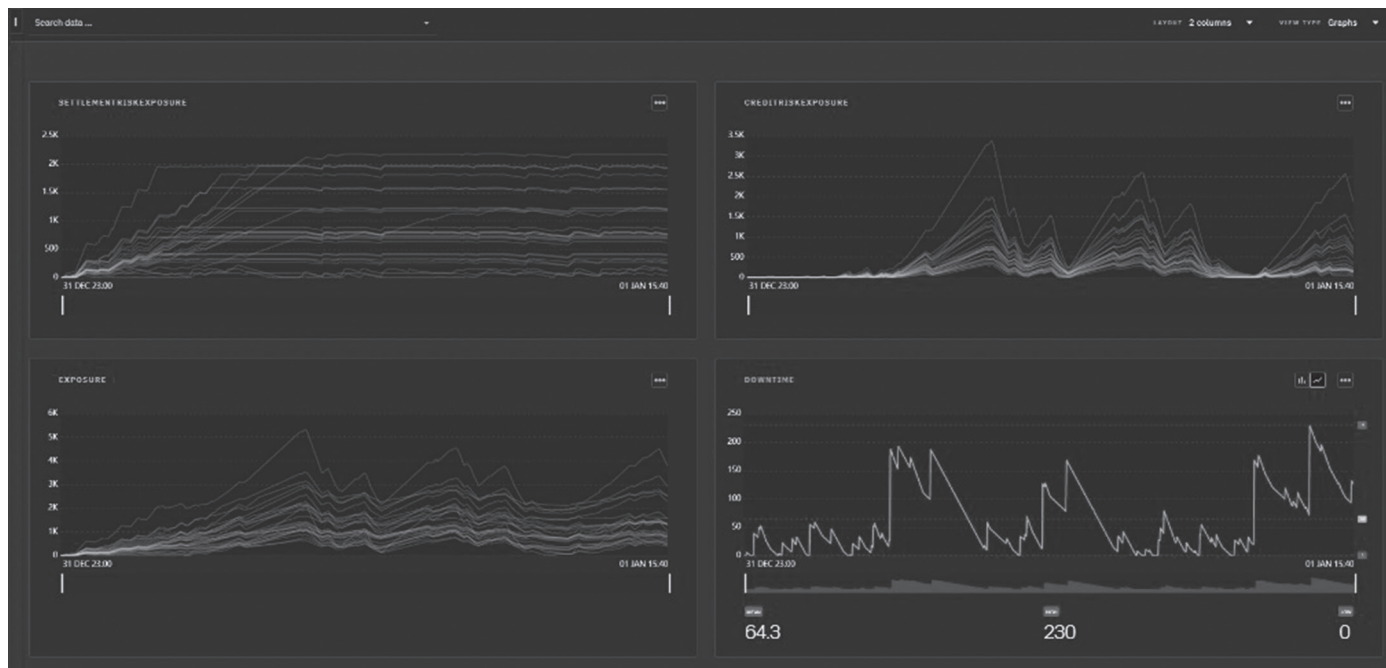 Search data ...
LAYOUT 2 columns VIEW TYPE Graphs
SETTLEMENTRISKEXPOSURE
2.5K
2K
1.5K
1K
500
0
31 DEC 23:00 01 JAN 15:40
CREDITRISKEXPOSURE
3.5K
3K
2.5K
2K
1.5K
1K
500
0
31 DEC 23:00 01 JAN 15:40
EXPOSURE
6K
5K
4K
3K
2K
1K
0
31 DEC 23:00 01 JAN 15:40
DOWNTIME
250
200
150
100
50
0
31 DEC 23:00 01 JAN 15:40
64.3 230 0